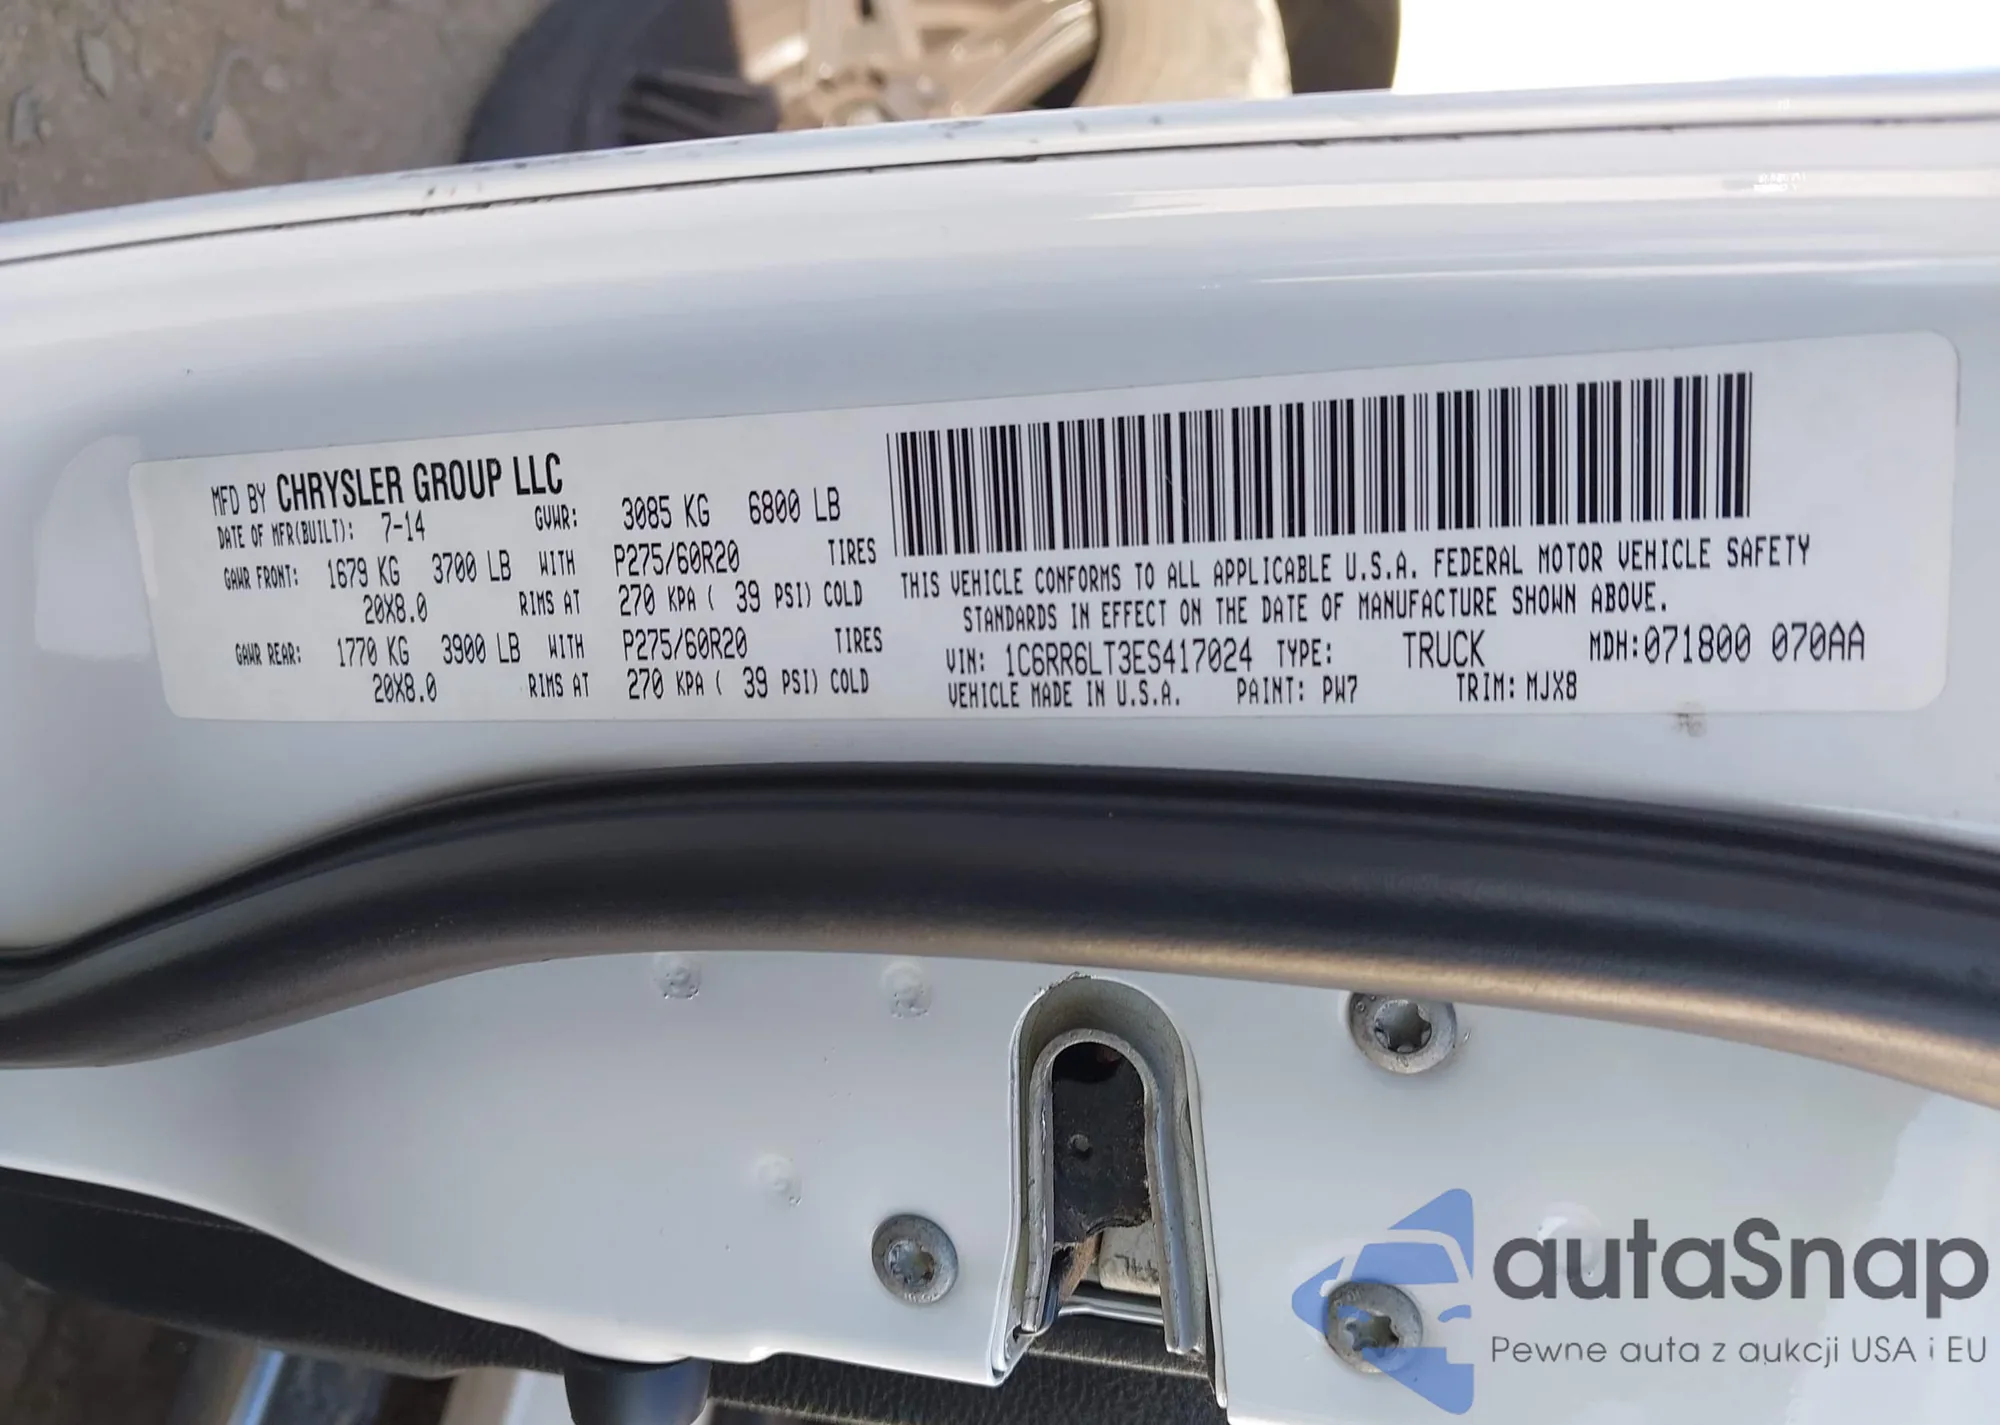 MFD BY CHRYSLER GROUP LLC
DATE OF MFR(BUILT): 7-14 GVWR: 3085 KG 6800 LB
GAWR FRONT: 1679 KG 3700 LB WITH P275/60R20 TIRES
20X8.0 RIMS AT 270 KPA ( 39 PSI) COLD
GAWR REAR: 1770 KG 3900 LB WITH P275/60R20 TIRES
20X8.0 RIMS AT 270 KPA ( 39 PSI) COLD
THIS VEHICLE CONFORMS TO ALL APPLICABLE U.S.A. FEDERAL MOTOR VEHICLE SAFETY
STANDARDS IN EFFECT ON THE DATE OF MANUFACTURE SHOWN ABOVE.
VIN: 1C6RR6LT3ES417024 TYPE: TRUCK MDH:071800 070AA
VEHICLE MADE IN U.S.A. PAINT: PW7 TRIM: MJX8
autaSnap
Pewne auta z aukcji USA i EU